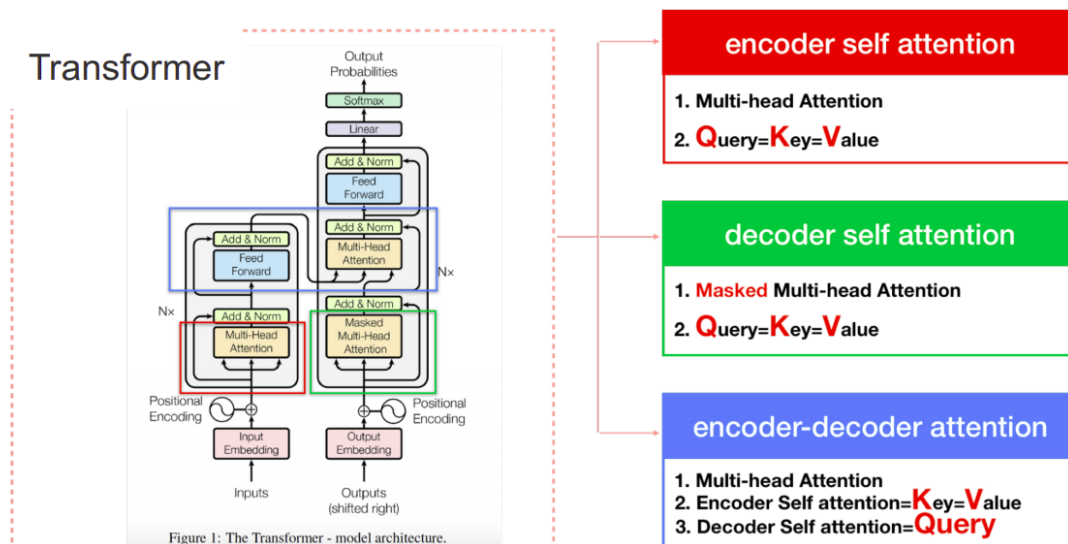 Transformer
Output
Probabilities
Softmax
Linear
Add & Norm
Feed
Forward
Add & Norm
Multi-Head
Attention
Nx
Add & Norm
Masked
Multi-Head
Attention
Add & Norm
Feed
Forward
Nx
Add & Norm
Multi-Head
Attention
Positional
Encoding
Positional
Encoding
Input
Embedding
Output
Embedding
Inputs
Outputs
(shifted right)
Figure 1: The Transformer - model architecture.
encoder self attention
1. Multi-head Attention
2. Query=Key=Value
decoder self attention
1. Masked Multi-head Attention
2. Query=Key=Value
encoder-decoder attention
1. Multi-head Attention
2. Encoder Self attention=Key=Value
3. Decoder Self attention=Query